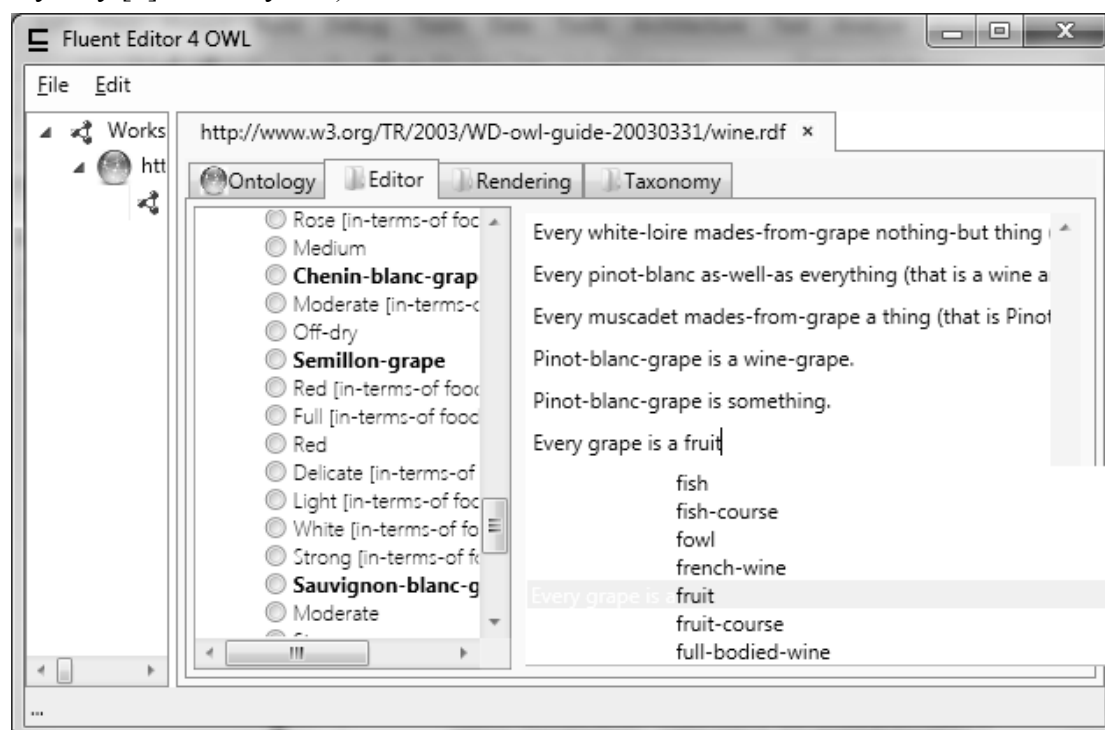 Fluent Editor 4 OWL
File Edit
Works
htt
http://www.w3.org/TR/2003/WD-owl-guide-20030331/wine.rdf ×
Ontology Editor Rendering Taxonomy
Rose [in-terms-of foc
Medium
Chenin-blanc-grap
Moderate [in-terms-c
Off-dry
Semillon-grape
Red [in-terms-of food
Full [in-terms-of food
Red
Delicate [in-terms-of
Light [in-terms-of foc
White [in-terms-of fo
Strong [in-terms-of fo
Sauvignon-blanc-g
Moderate
Every white-loire mades-from-grape nothing-but thing (
Every pinot-blanc as-well-as everything (that is a wine a
Every muscadet mades-from-grape a thing (that is Pinot
Pinot-blanc-grape is a wine-grape.
Pinot-blanc-grape is something.
Every grape is a fruit
fish
fish-course
fowl
french-wine
Every grape is a fruit
fruit-course
full-bodied-wine
...